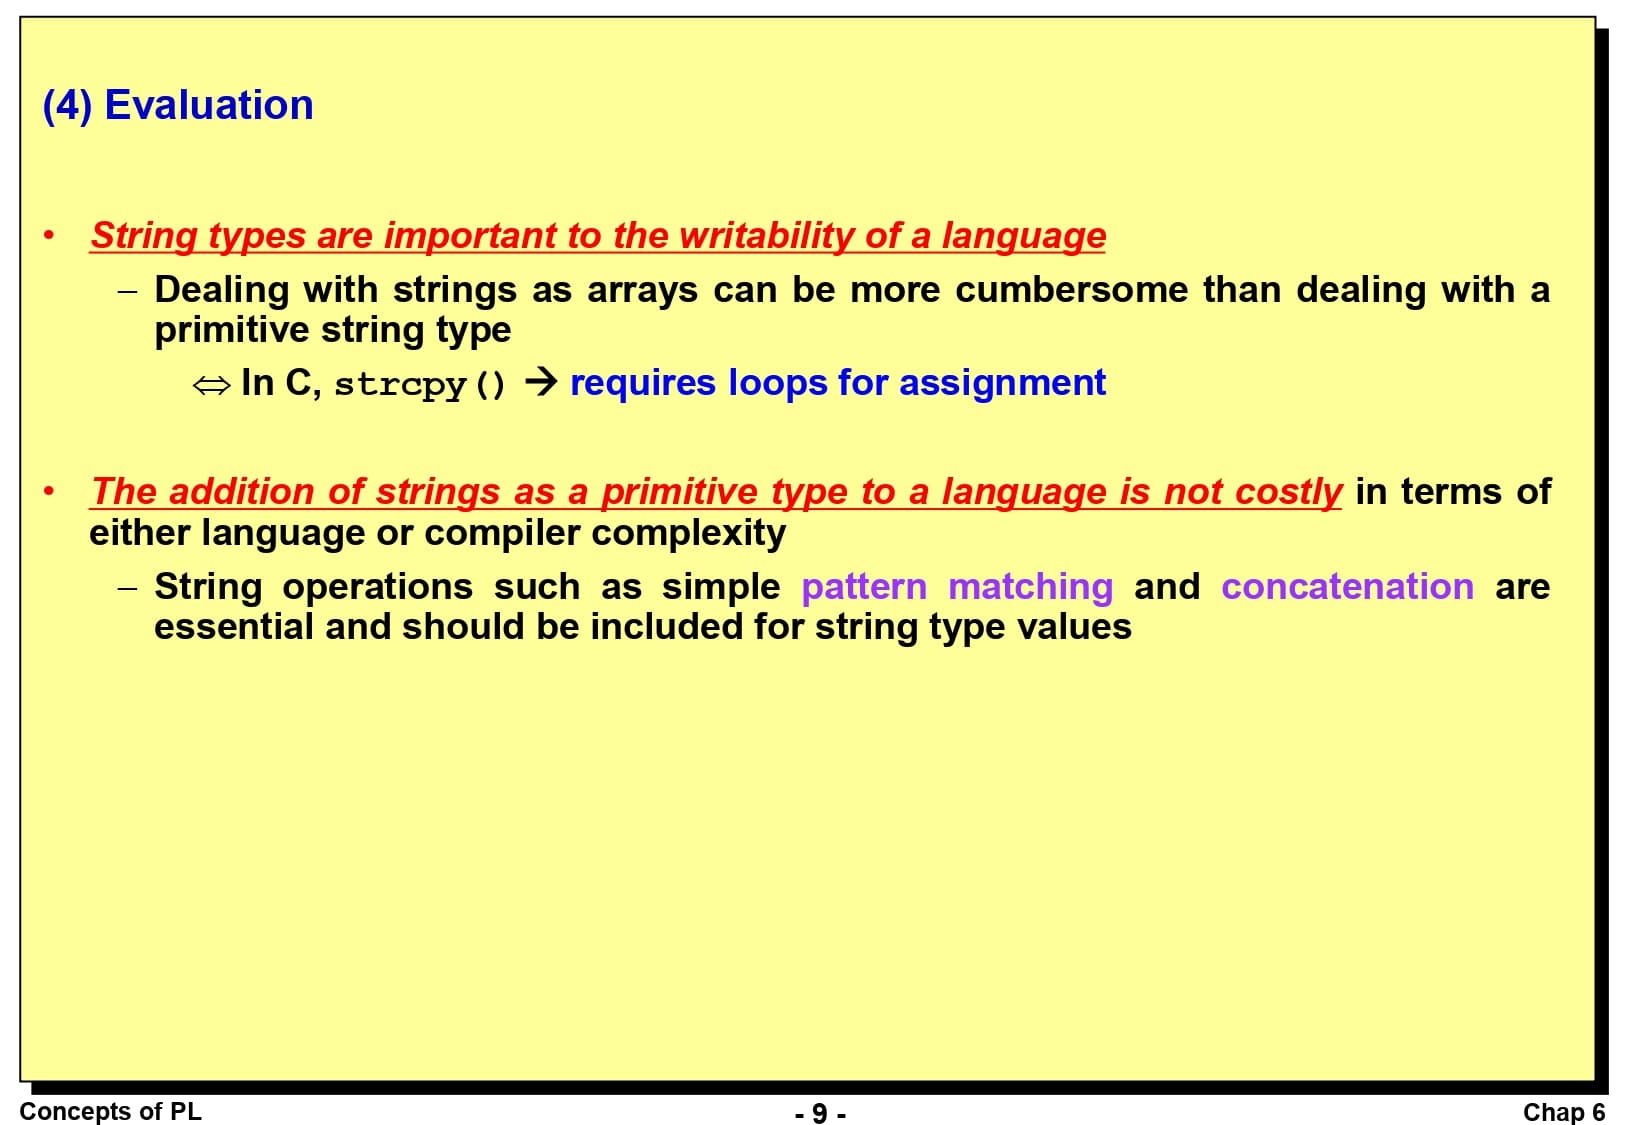 (4) Evaluation
• String types are important to the writability of a language
– Dealing with strings as arrays can be more cumbersome than dealing with a
primitive string type
⇔ In C, strcpy() → requires loops for assignment
• The addition of strings as a primitive type to a language is not costly in terms of
either language or compiler complexity
– String operations such as simple pattern matching and concatenation are
essential and should be included for string type values
Concepts of PL
- 9 -
Chap 6